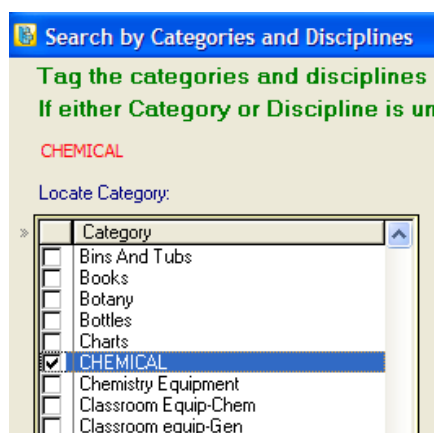 Search by Categories and Disciplines
Tag the categories and disciplines
If either Category or Discipline is un
CHEMICAL
Locate Category:
Category
Bins And Tubs
Books
Botany
Bottles
Charts
CHEMICAL
Chemistry Equipment
Classroom Equip-Chem
Classroom equip-Gen